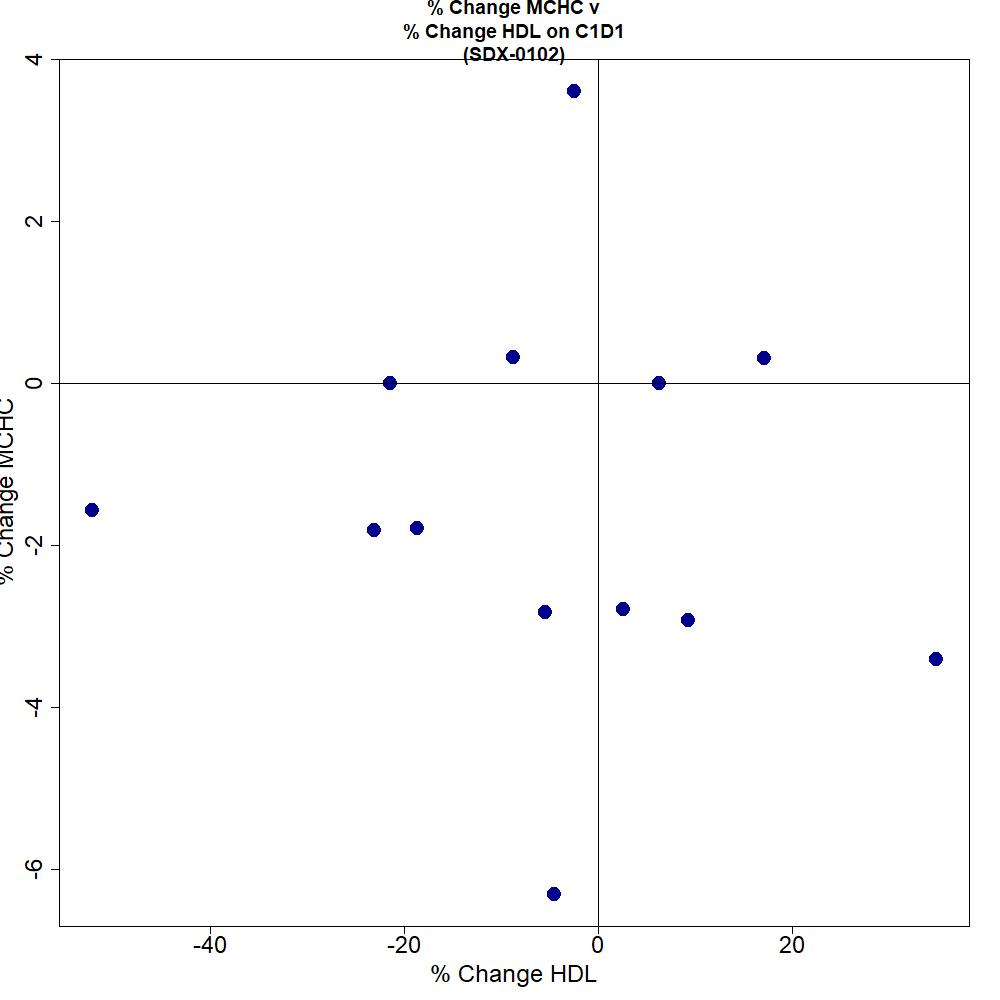 % Change MCHC v
% Change HDL on C1D1
(SDX-0102)
4
2
0
-2
-4
-6
% Change MCHC
-40
-20
0
20
% Change HDL